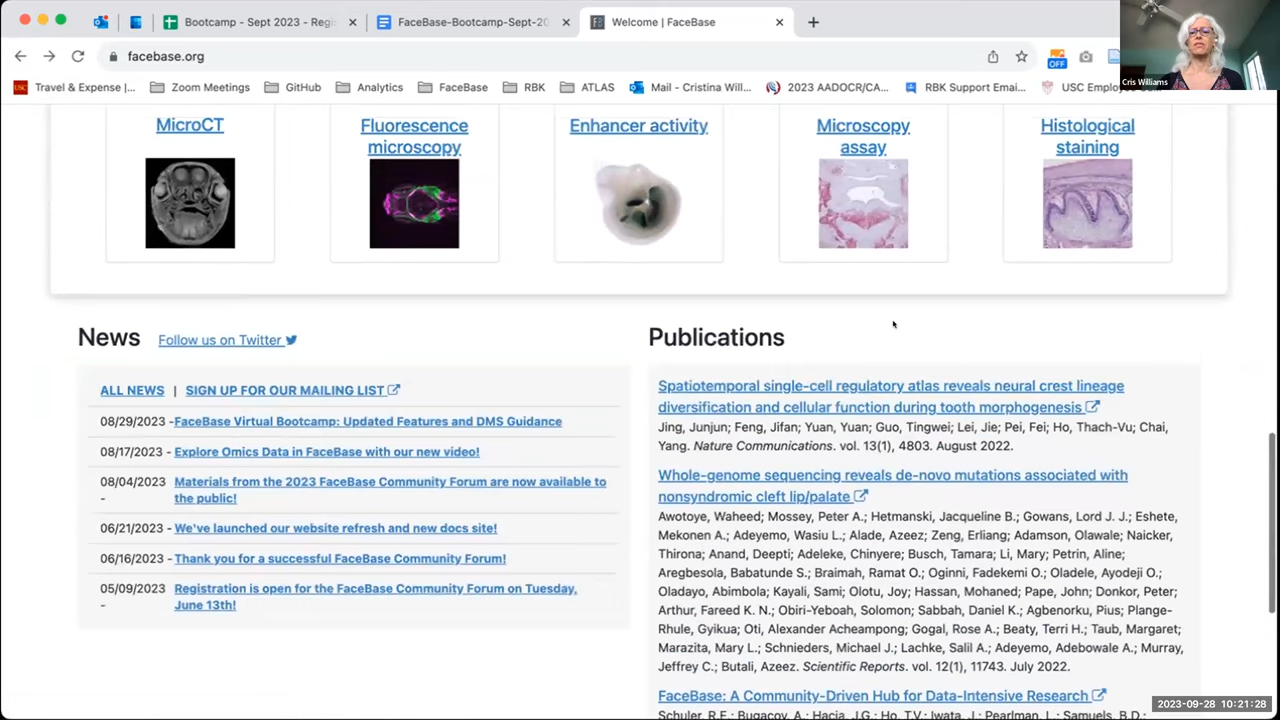 Bootcamp - Sept 2023 - Regi
FaceBase-Bootcamp-Sept-20
FB
Welcome | FaceBase
facebase.org
OFF
Cris Williams
USC
Travel & Expense |...
Zoom Meetings
GitHub
Analytics
FaceBase
RBK
ATLAS
Mail - Cristina Will...
2023 AADOCR/CA...
RBK Support Emai...
USC Employee
MicroCT
Fluorescence
microscopy
Enhancer activity
Microscopy
assay
Histological
staining
News
Follow us on Twitter
ALL NEWS | SIGN UP FOR OUR MAILING LIST
08/29/2023 -FaceBase Virtual Bootcamp: Updated Features and DMS Guidance
08/17/2023 - Explore Omics Data in FaceBase with our new video!
08/04/2023 Materials from the 2023 FaceBase Community Forum are now available to
- the public!
06/21/2023 - We've launched our website refresh and new docs site!
06/16/2023 - Thank you for a successful FaceBase Community Forum!
05/09/2023 Registration is open for the FaceBase Community Forum on Tuesday,
- June 13th!
Publications
Spatiotemporal single-cell regulatory atlas reveals neural crest lineage
diversification and cellular function during tooth morphogenesis
Jing, Junjun; Feng, Jifan; Yuan, Yuan; Guo, Tingwei; Lei, Jie; Pei, Fei; Ho, Thach-Vu; Chai,
Yang. Nature Communications. vol. 13(1), 4803. August 2022.
Whole-genome sequencing reveals de-novo mutations associated with
nonsyndromic cleft lip/palate
Awotoye, Waheed; Mossey, Peter A.; Hetmanski, Jacqueline B.; Gowans, Lord J. J.; Eshete,
Mekonen A.; Adeyemo, Wasiu L.; Alade, Azeez; Zeng, Erliang; Adamson, Olawale; Naicker,
Thirona; Anand, Deepti; Adeleke, Chinyere; Busch, Tamara; Li, Mary; Petrin, Aline;
Aregbesola, Babatunde S.; Braimah, Ramat O.; Oginni, Fadekemi O.; Oladele, Ayodeji O.;
Oladayo, Abimbola; Kayali, Sami; Olotu, Joy; Hassan, Mohaned; Pape, John; Donkor, Peter;
Arthur, Fareed K. N.; Obiri-Yeboah, Solomon; Sabbah, Daniel K.; Agbenorku, Pius; Plange-
Rhule, Gyikua; Oti, Alexander Acheampong; Gogal, Rose A.; Beaty, Terri H.; Taub, Margaret;
Marazita, Mary L.; Schnieders, Michael J.; Lachke, Salil A.; Adeyemo, Adebowale A.; Murray,
Jeffrey C.; Butali, Azeez. Scientific Reports. vol. 12(1), 11743. July 2022.
FaceBase: A Community-Driven Hub for Data-Intensive Research
Schuler, R.E.; Bugacov, A.; Hacia, J.G.; Ho, T.V.; Iwata, J.; Pearlman, L.; Samuels, B.D.;
2023-09-28 10:21:28